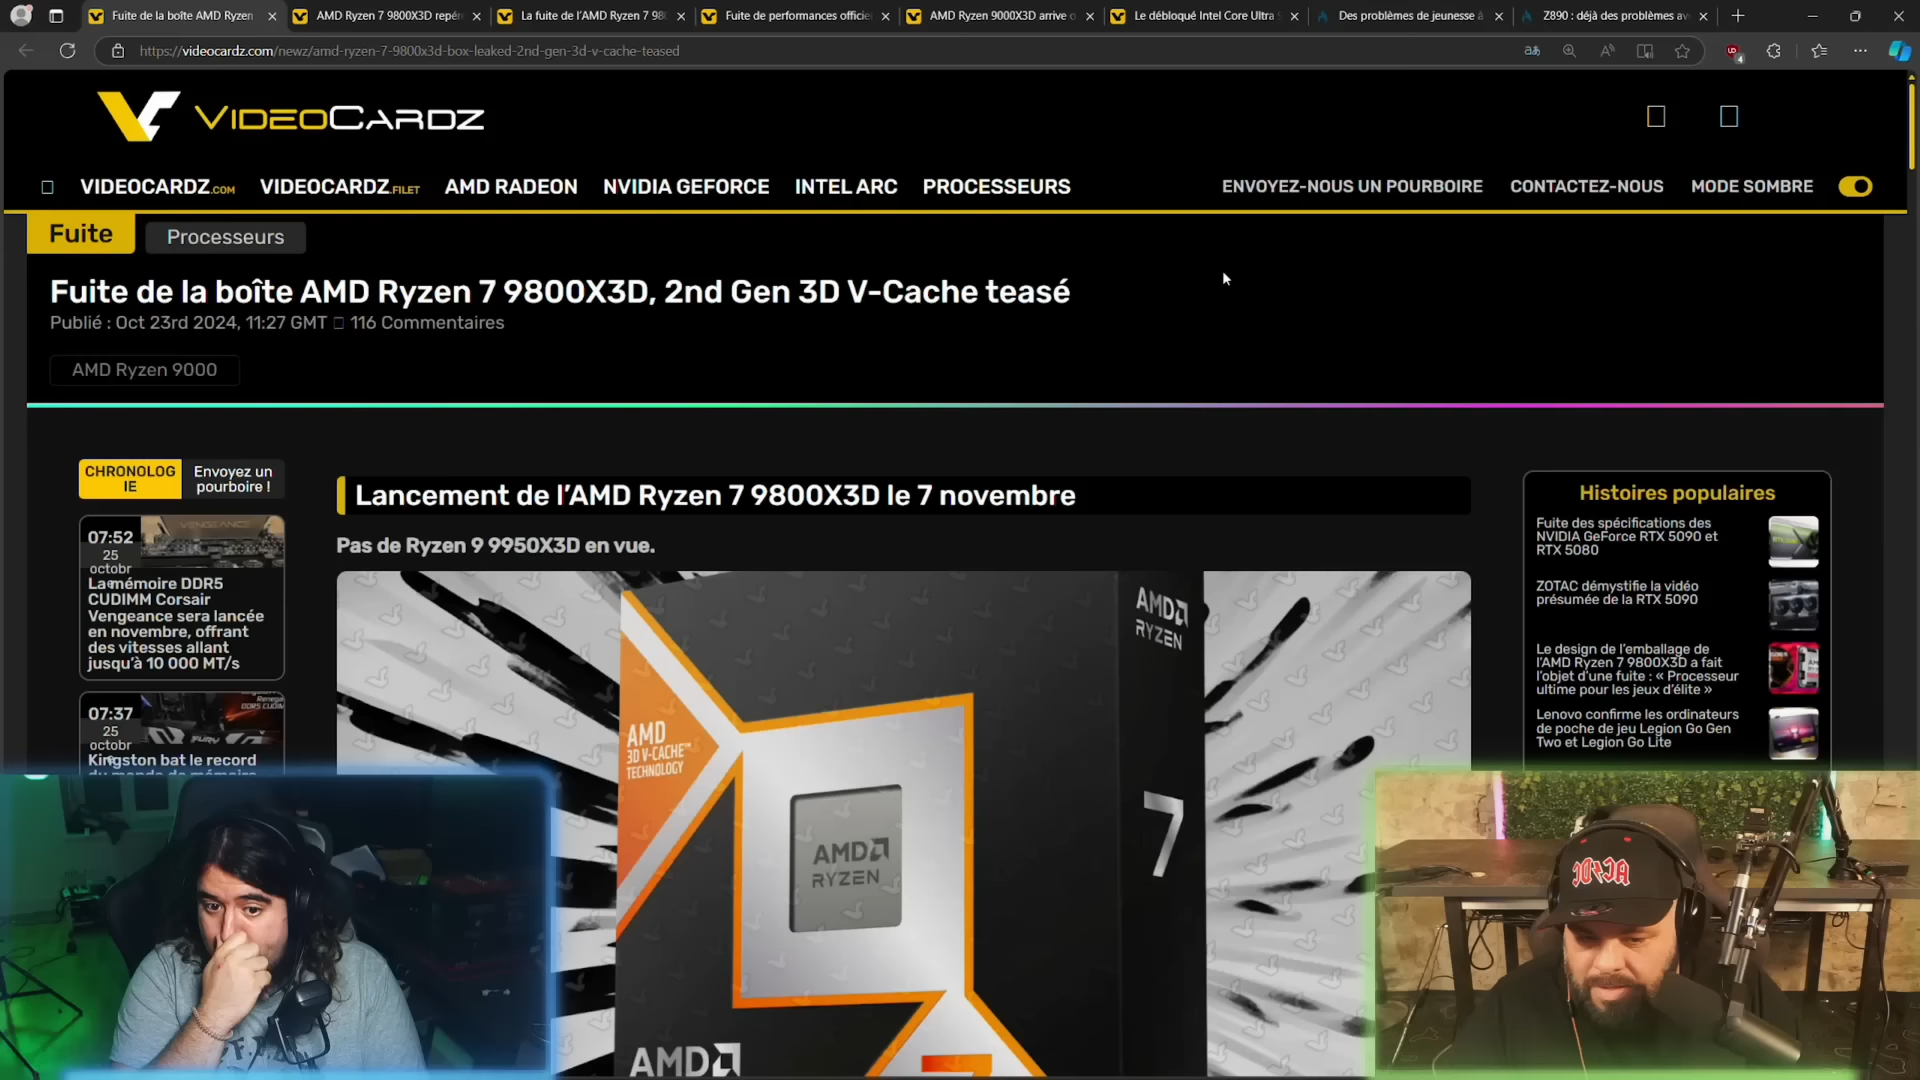 Fuite de la boîte AMD Ryzen
AMD Ryzen 7 9800X3D repér
La fuite de l'AMD Ryzen 7 98
Fuite de performances officie
AMD Ryzen 9000X3D arrive
Le débloqué Intel Core Ultra
Des problèmes de jeunesse à
Z890 : déjà des problèmes av
https://videocardz.com/newz/amd-ryzen-7-9800x3d-box-leaked-2nd-gen-3d-v-cache-teased
VIDEOCARDZ
VIDEOCARDZ.COM
VIDEOCARDZ.FILET
AMD RADEON
NVIDIA GEFORCE
INTEL ARC
PROCESSEURS
ENVOYEZ-NOUS UN POURBOIRE
CONTACTEZ-NOUS
MODE SOMBRE
Fuite
Processeurs
Fuite de la boîte AMD Ryzen 7 9800X3D, 2nd Gen 3D V-Cache teasé
Publié : Oct 23rd 2024, 11:27 GMT 116 Commentaires
AMD Ryzen 9000
CHRONOLOG
IE
Envoyez un
pourboire !
07:52
25
octobr
La mémoire DDR5
CUDIMM Corsair
Vengeance sera lancée
en novembre, offrant
des vitesses allant
jusqu'à 10 000 MT/s
07:37
25
octobr
Kingston bat le record
du monde de mémoire
Lancement de l'AMD Ryzen 7 9800X3D le 7 novembre
Pas de Ryzen 9 9950X3D en vue.
AMD
RYZEN
AMD
3D V-CACHE™
TECHNOLOGY
7
AMD
RYZEN
AMD
Histoires populaires
Fuite des spécifications des
NVIDIA GeForce RTX 5090 et
RTX 5080
ZOTAC démystifie la vidéo
présumée de la RTX 5090
Le design de l'emballage de
l'AMD Ryzen 7 9800X3D a fait
l'objet d'une fuite : « Processeur
ultime pour les jeux d'élite »
Lenovo confirme les ordinateurs
de poche de jeu Legion Go Gen
Two et Legion Go Lite